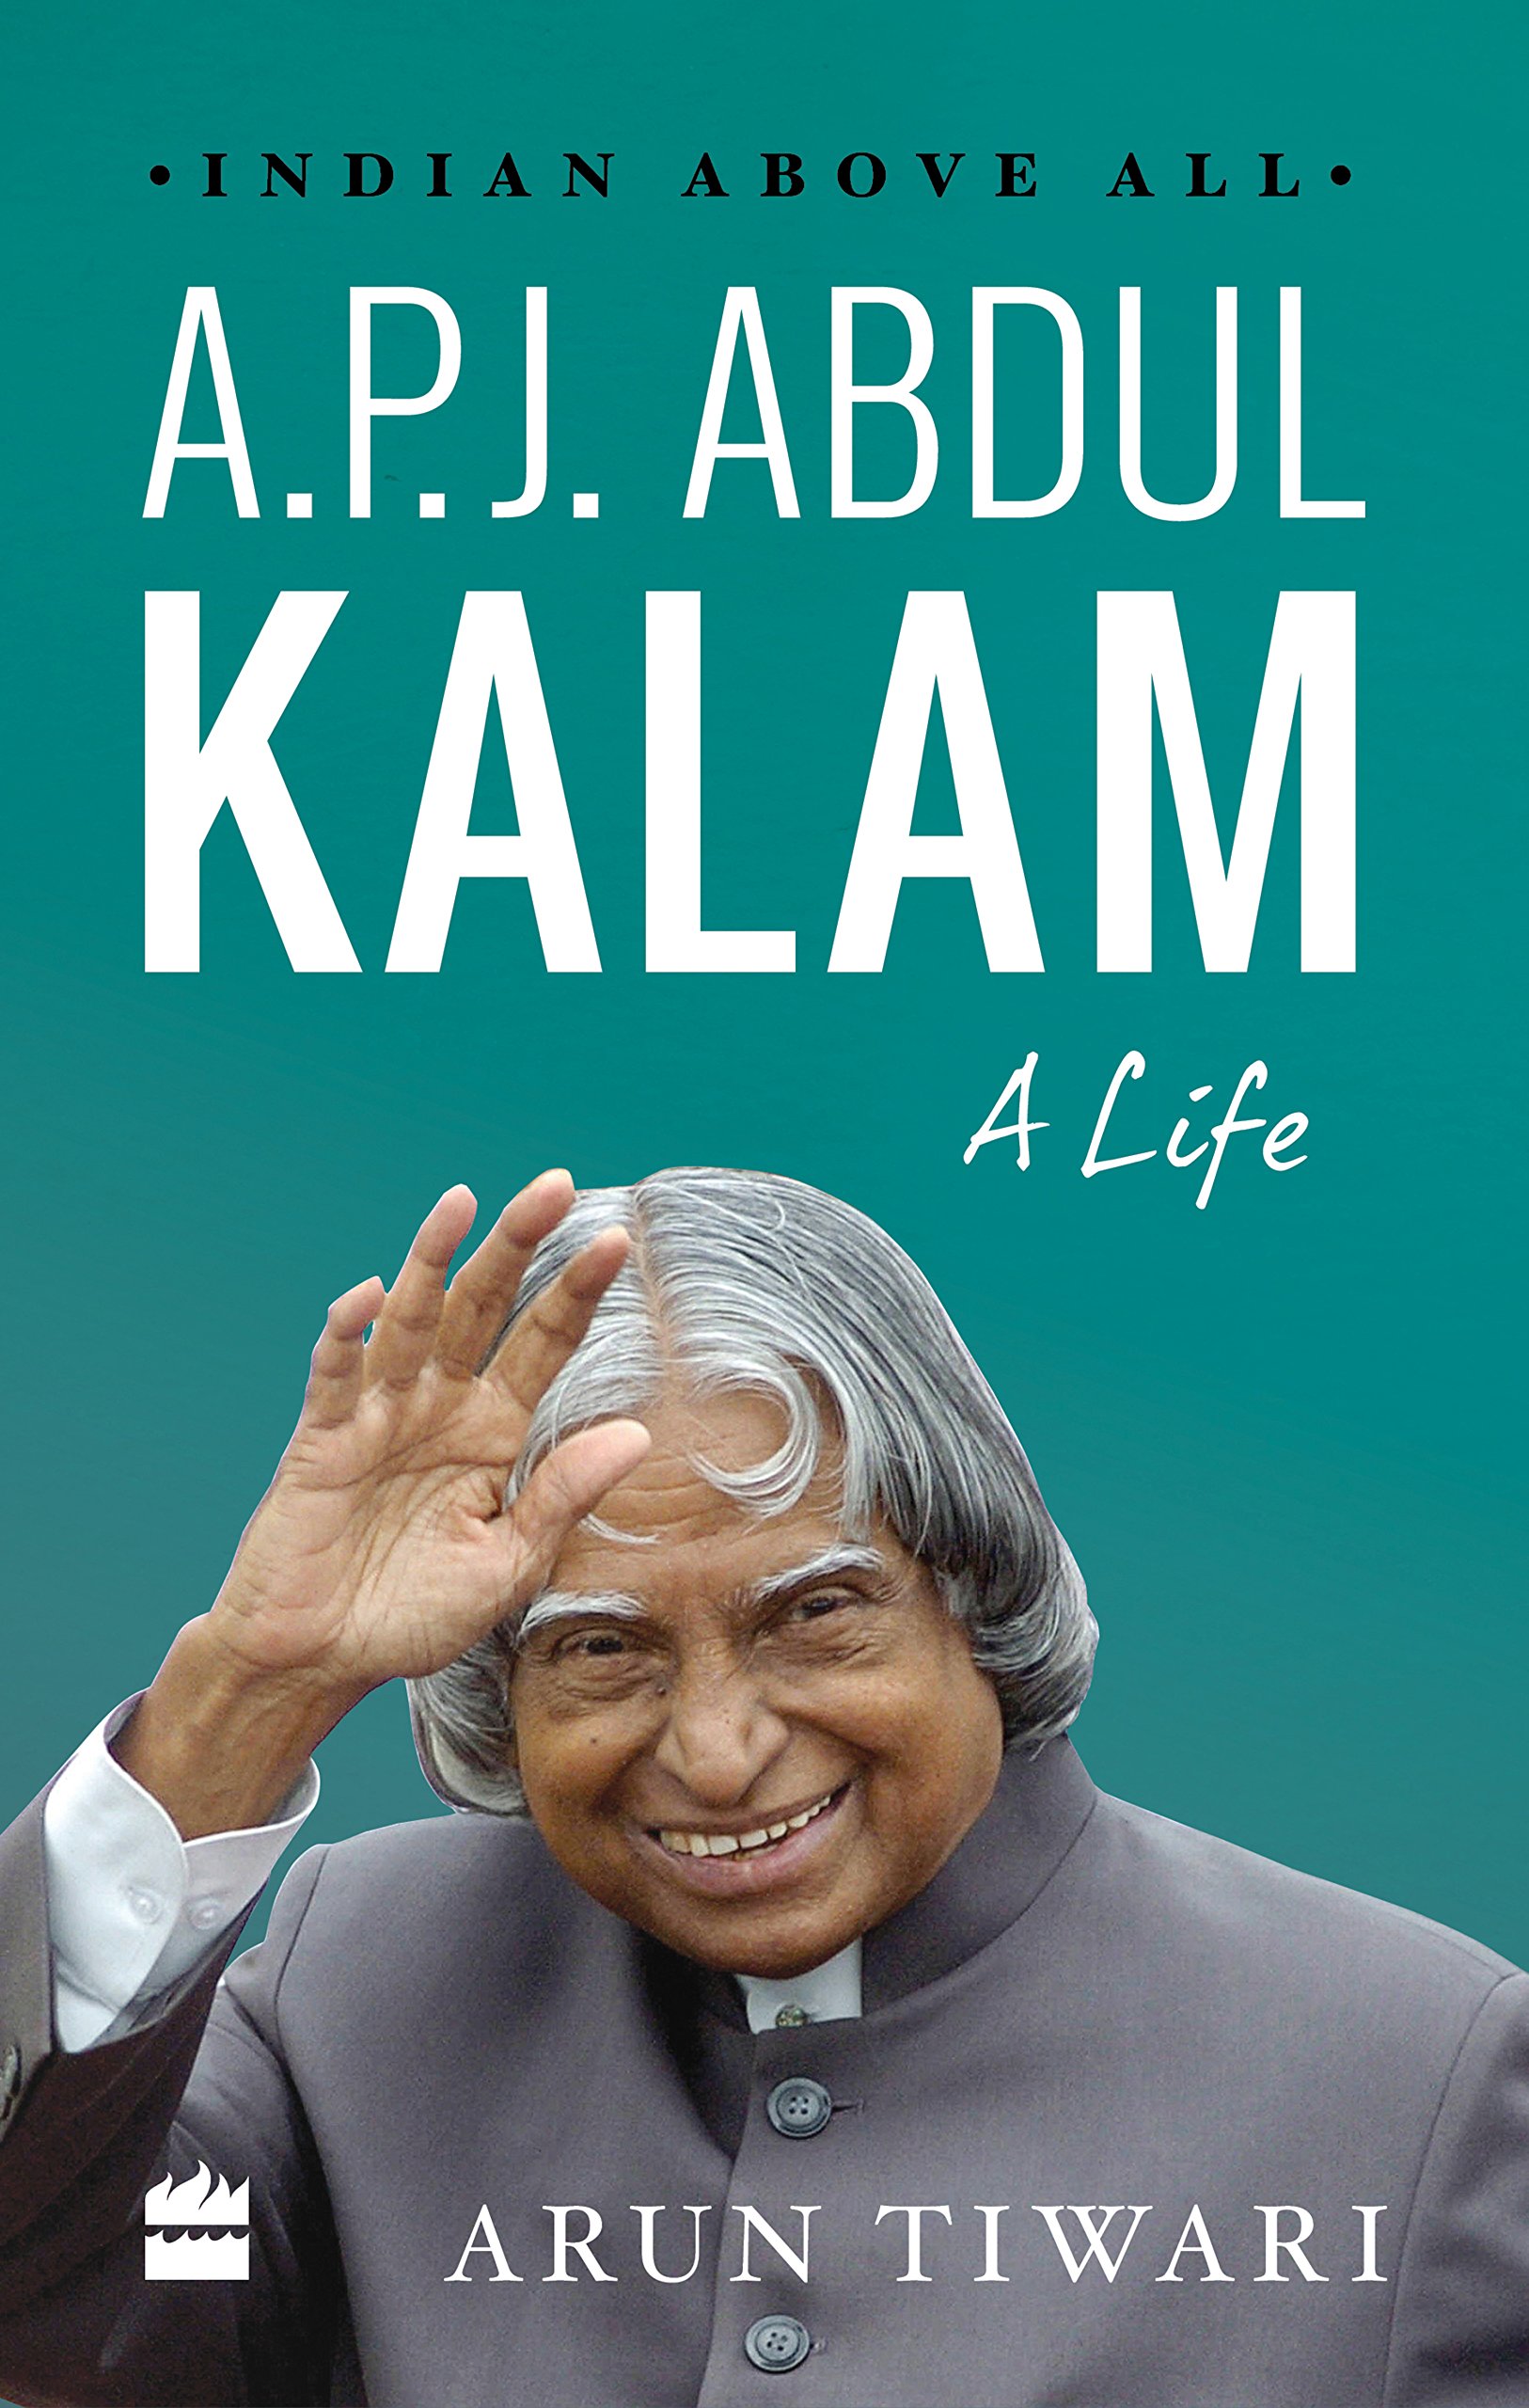 • INDIAN ABOVE ALL •
A.P.J. ABDUL
KALAM
A Life
ARUN TIWARI